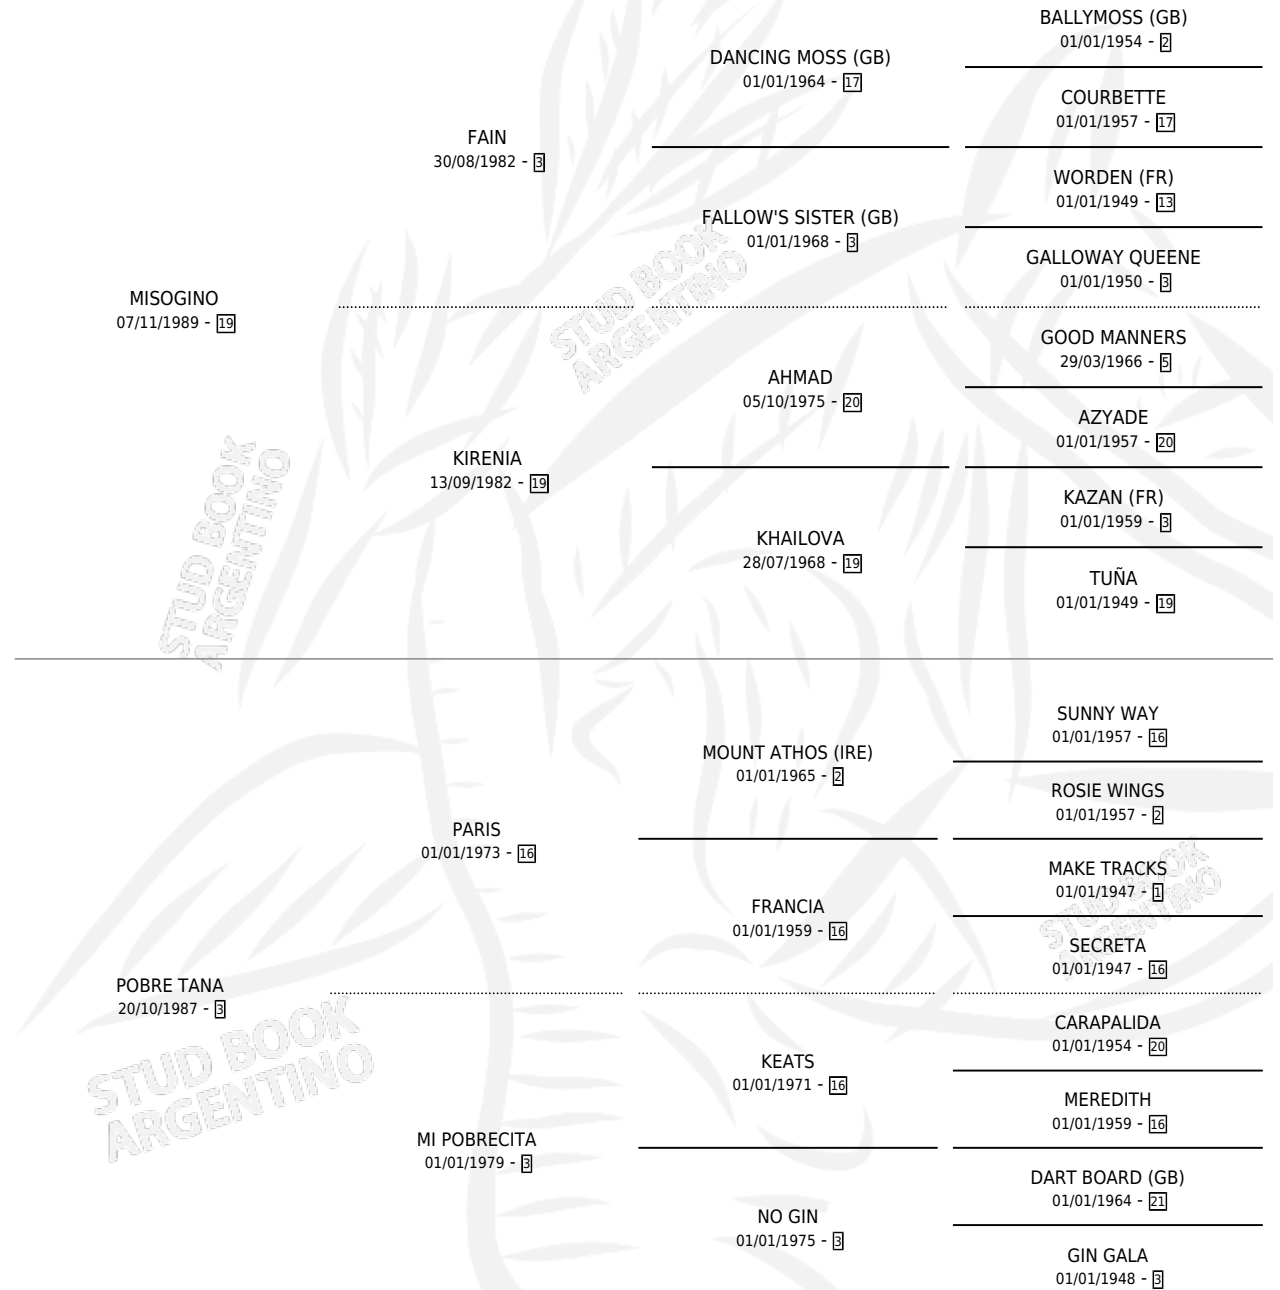 BALLYMOSS (GB)
01/01/1954 - 2
DANCING MOSS (GB)
01/01/1964 - 17
COURBETTE
01/01/1957 - 17
FAIN
30/08/1982 - 3
WORDEN (FR)
01/01/1949 - 13
FALLOW'S SISTER (GB)
01/01/1968 - 3
GALLOWAY QUEENE
01/01/1950 - 3
MISOGINO
07/11/1989 - 19
STUD BOOK
ARGENTINO
GOOD MANNERS
29/03/1966 - 5
AHMAD
05/10/1975 - 20
AZYADE
01/01/1957 - 20
KIRENIA
13/09/1982 - 19
KAZAN (FR)
01/01/1959 - 3
KHAILOVA
28/07/1968 - 19
TUÑA
01/01/1949 - 19
STUD BOOK
ARGENTINO
SUNNY WAY
01/01/1957 - 16
MOUNT ATHOS (IRE)
01/01/1965 - 2
ROSIE WINGS
01/01/1957 - 2
PARIS
01/01/1973 - 16
MAKE TRACKS
01/01/1947 - 1
FRANCIA
01/01/1959 - 16
STUD BOOK
ARGENTINO
SECRETA
01/01/1947 - 16
POBRE TANA
20/10/1987 - 3
STUD BOOK
ARGENTINO
CARAPALIDA
01/01/1954 - 20
KEATS
01/01/1971 - 16
MEREDITH
01/01/1959 - 16
MI POBRECITA
01/01/1979 - 3
DART BOARD (GB)
01/01/1964 - 21
NO GIN
01/01/1975 - 3
GIN GALA
01/01/1948 - 3